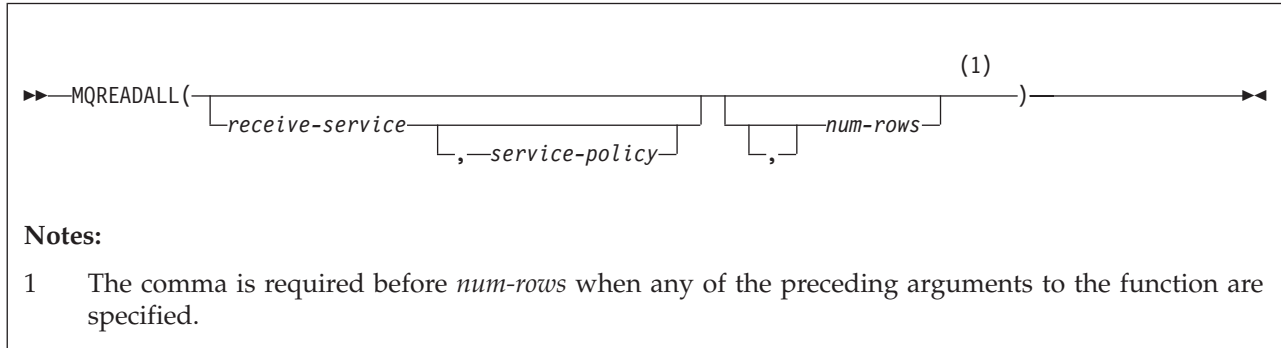 (1)
MQREADALL( receive-service , service-policy , num-rows )
Notes:
1 The comma is required before num-rows when any of the preceding arguments to the function are
specified.